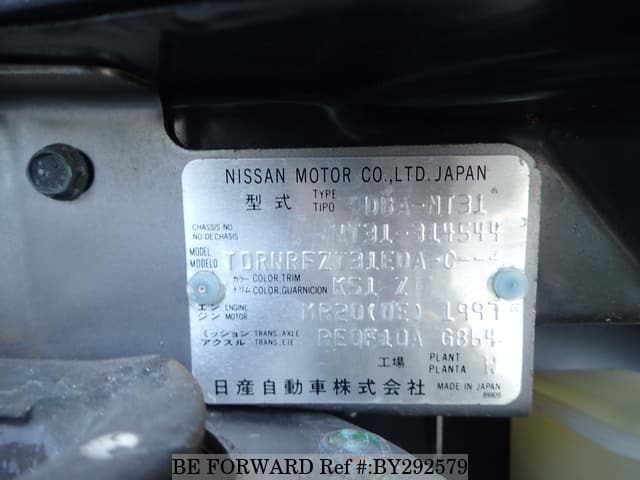 NISSAN MOTOR CO.,LTD. JAPAN
型式 TYPE TIPO DBA-NT31
CHASSIS NO. NO.DECHASIS NT31-314544
MODEL MODELO TDRNRFZT31EDA-C---
カラー COLOR,TRIM トリム COLOR,GUARNICION K51 Z
エンジン ENGINE MOTOR MR20(DE) 1997
ミッション アクスル TRANS.,AXLE TRANS.,EJE RE0F10A G864
工場 PLANT PLANTA N
日産自動車株式会社 MADE IN JAPAN
89909
BE FORWARD Ref #:BY292579